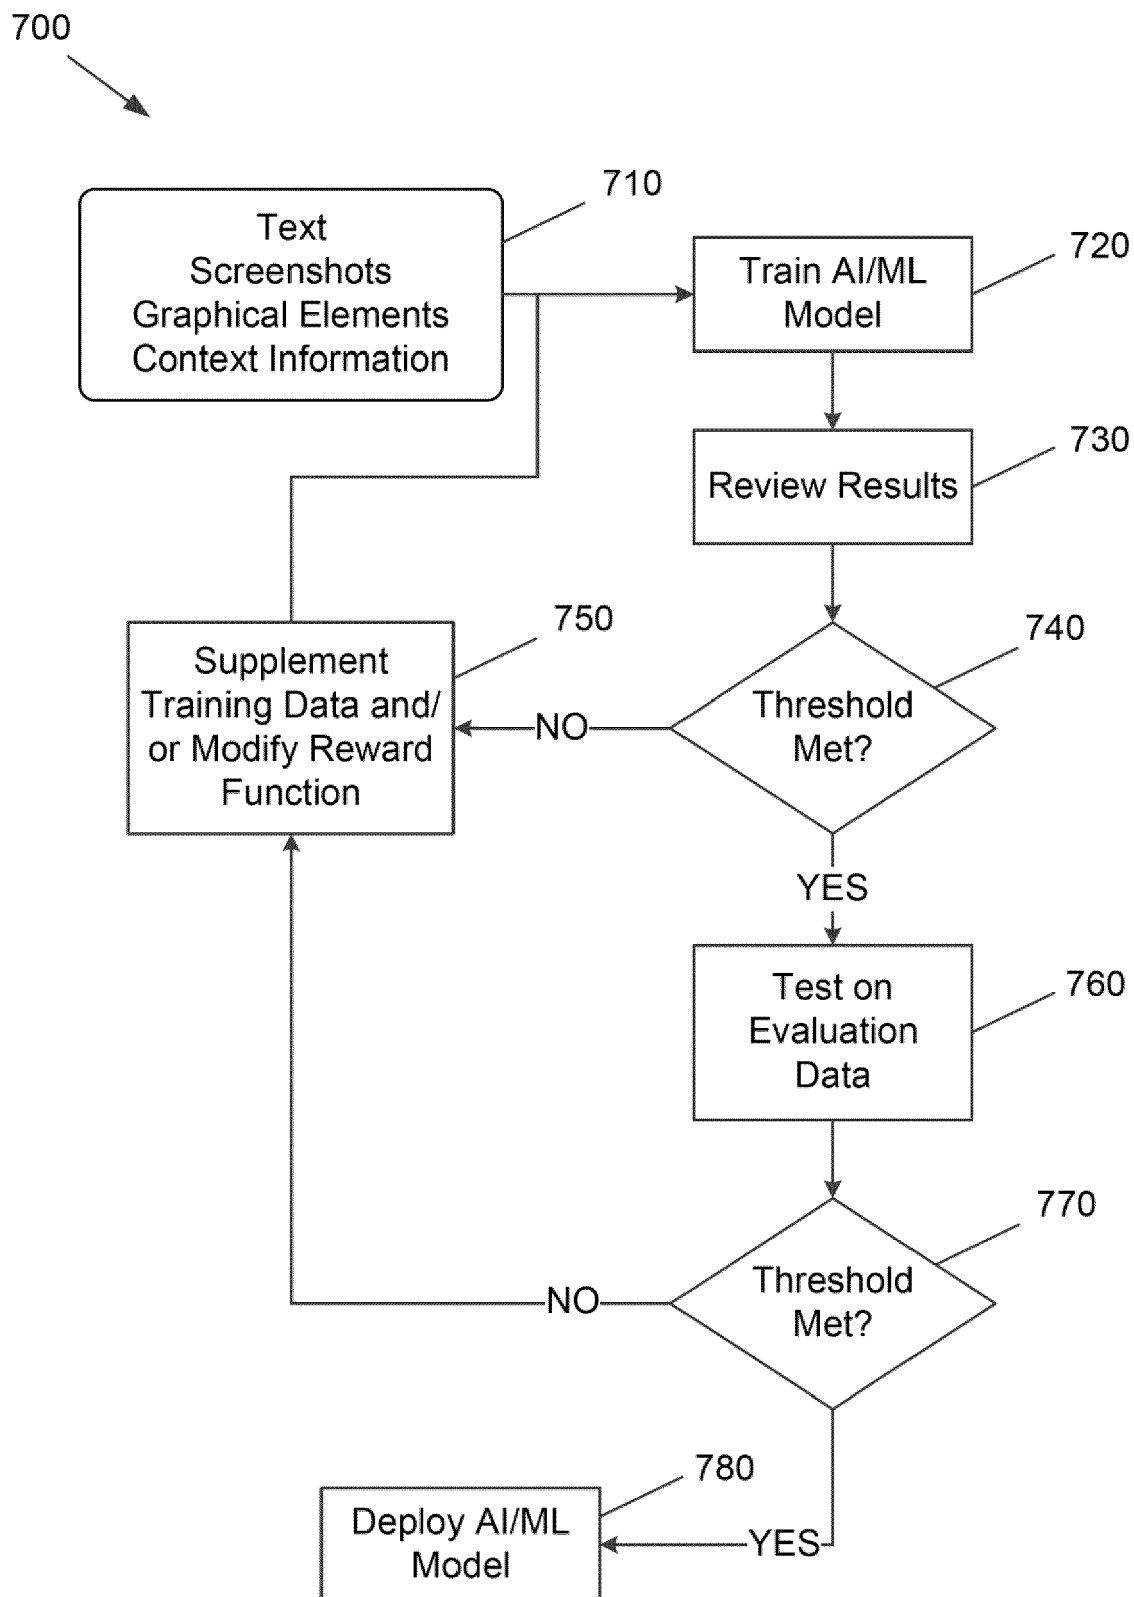 700
710
Text
Screenshots
Graphical Elements
Context Information
720
Train AI/ML
Model
730
Review Results
740
Threshold
Met?
NO
750
Supplement
Training Data and/
or Modify Reward
Function
YES
760
Test on
Evaluation
Data
770
Threshold
Met?
NO
YES
780
Deploy AI/ML
Model